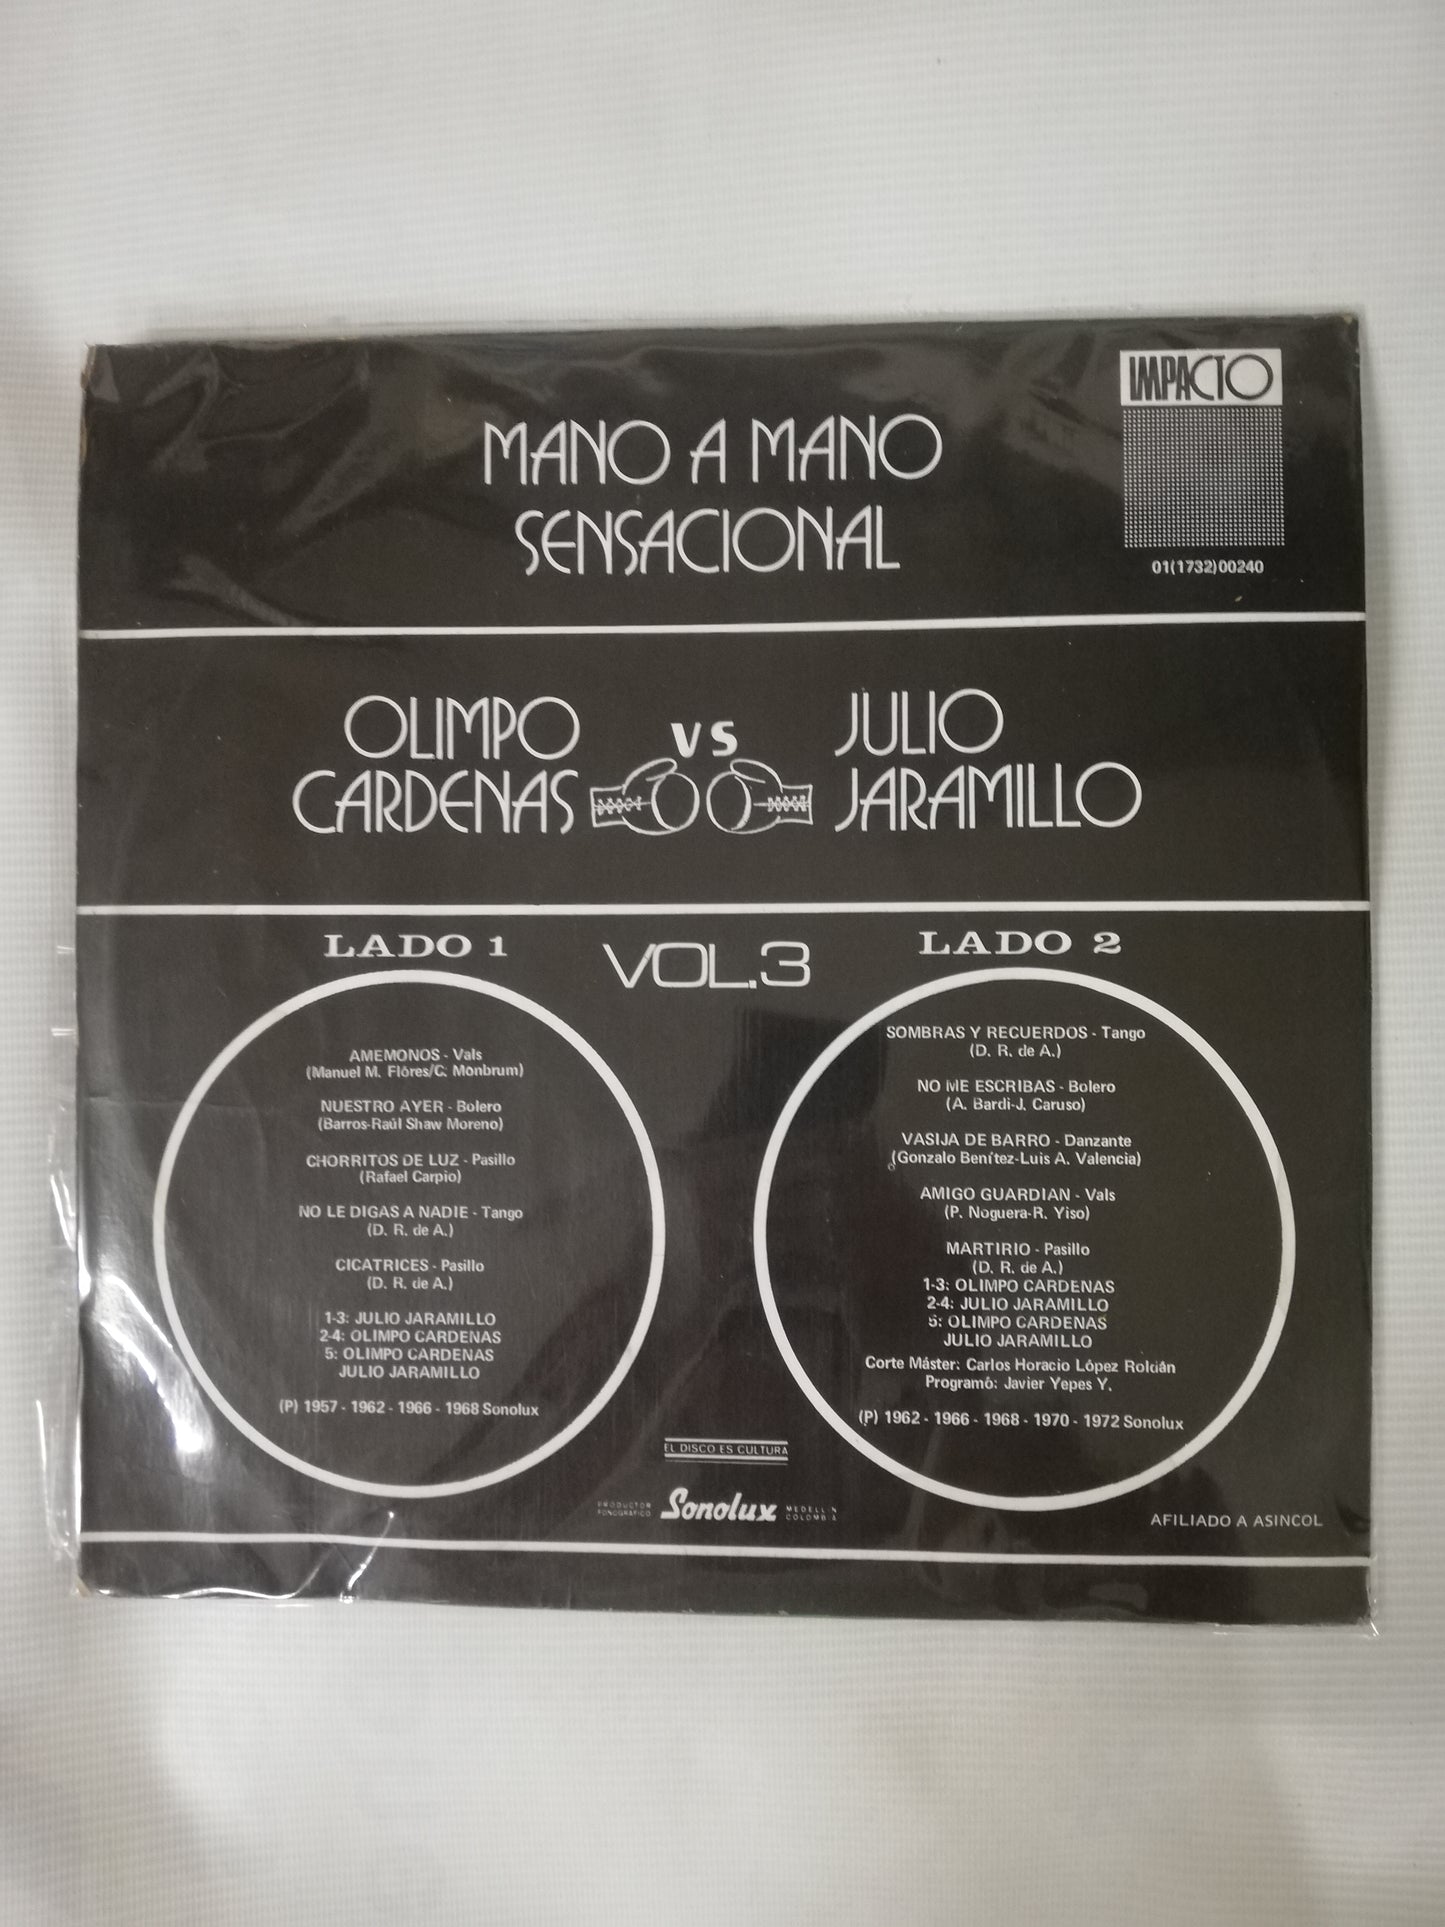 IMPACTO
01(1732)00240
MANO A MANO
SENSACIONAL
OLIMPO
CARDENAS
VS
JULIO
JARAMILLO
VOL.3
LADO 1
AMEMONOS - Vals
(Manuel M. Flóres/C. Monbrum)
NUESTRO AYER - Bolero
(Barros-Raúl Shaw Moreno)
CHORRITOS DE LUZ - Pasillo
(Rafael Carpio)
NO LE DIGAS A NADIE - Tango
(D. R. de A.)
CICATRICES - Pasillo
(D. R. de A.)
1-3: JULIO JARAMILLO
2-4: OLIMPO CARDENAS
5: OLIMPO CARDENAS
JULIO JARAMILLO
(P) 1957 - 1962 - 1966 - 1968 Sonolux
LADO 2
SOMBRAS Y RECUERDOS - Tango
(D. R. de A.)
NO ME ESCRIBAS - Bolero
(A. Bardi-J. Caruso)
VASIJA DE BARRO - Danzante
(Gonzalo Benítez-Luis A. Valencia)
AMIGO GUARDIAN - Vals
(P. Noguera-R. Yiso)
MARTIRIO - Pasillo
(D. R. de A.)
1-3: OLIMPO CARDENAS
2-4: JULIO JARAMILLO
5: OLIMPO CARDENAS
JULIO JARAMILLO
Corte Máster: Carlos Horacio López Roldán
Programó: Javier Yepes Y.
(P) 1962 - 1966 - 1968 - 1970 - 1972 Sonolux
EL DISCO ES CULTURA
PRODUCTOR
FONOGRAFICO
Sonolux
MEDELLIN
COLOMBIA
AFILIADO A ASINCOL